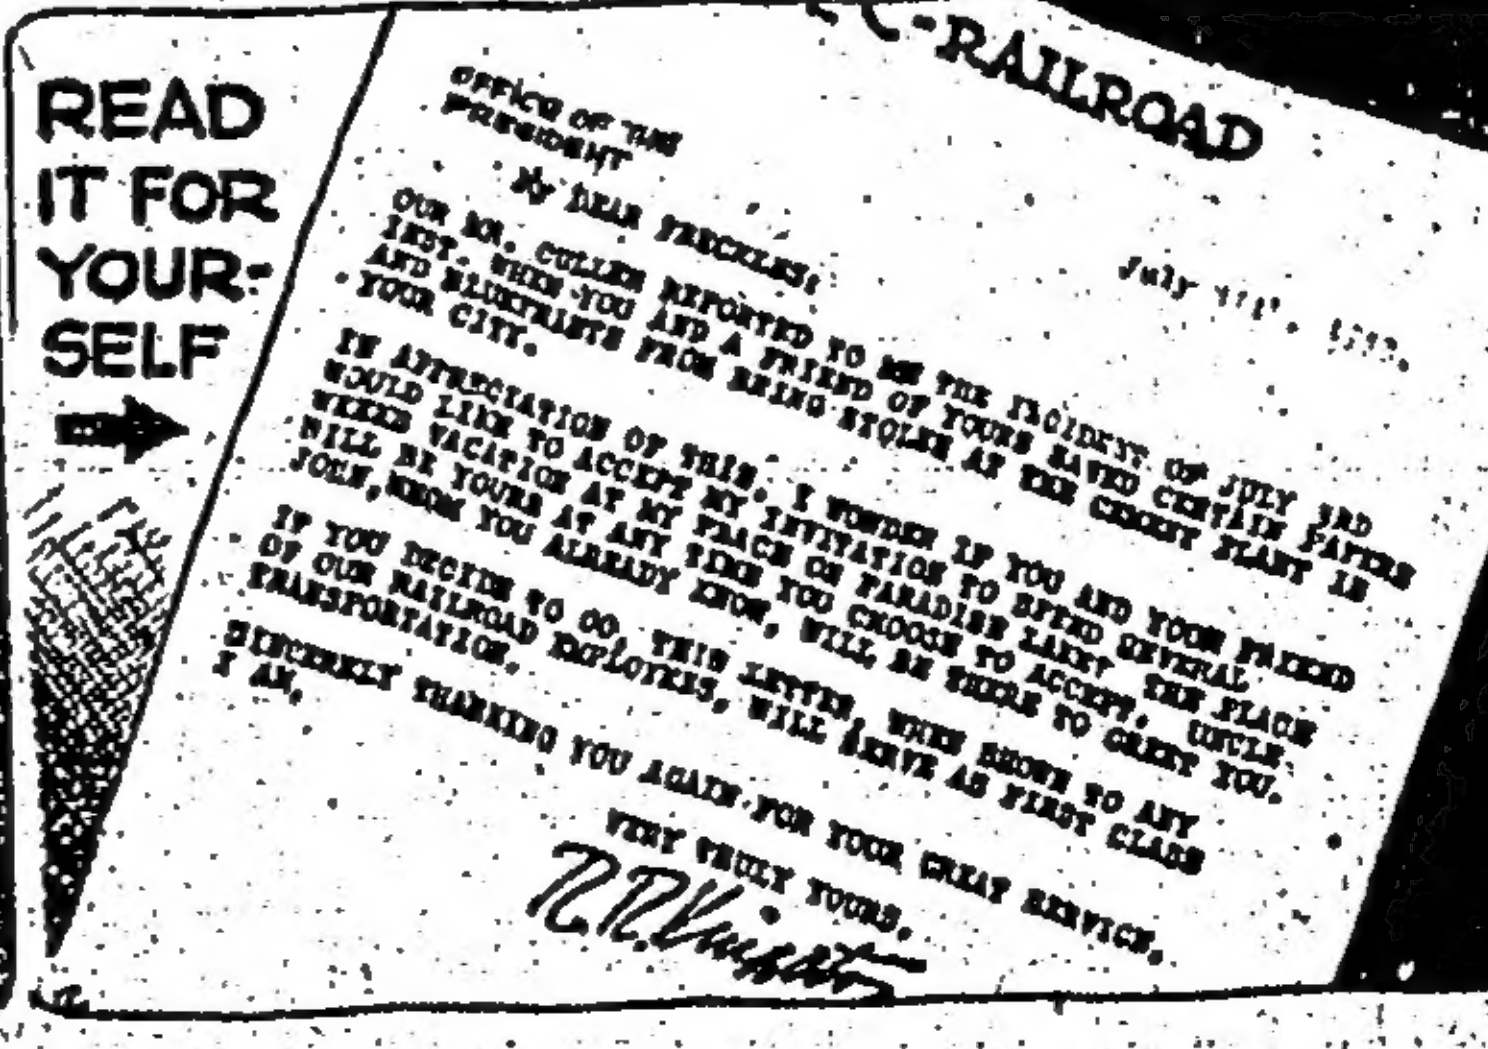 READ
IT FOR
YOUR-
SELF
-RAILROAD
OFFICE OF THE
PRESIDENT
July
My DEAR FRECKLES:
OUR MR. CULLEN REPORTED TO ME THE INCIDENT OF JULY 3RD
INST. WHEN YOU AND A FRIEND OF YOURS SAVED CERTAIN PAPERS
AND BLUEPRINTS FROM BEING STOLEN AT THE CEMENT PLANT IN
YOUR CITY.
IN APPRECIATION OF THIS, I WONDER IF YOU AND YOUR FRIEND
WOULD LIKE TO ACCEPT MY INVITATION TO SPEND SEVERAL
WEEKS VACATION AT MY PLACE ON PARADISE LAKE? THE PLACE
WILL BE YOURS AT ANY TIME YOU CHOOSE TO ACCEPT. UNCLE
JOHN, WHOM YOU ALREADY KNOW, WILL BE THERE TO GREET YOU.
IF YOU DECIDE TO GO, THIS LETTER, WHEN SHOWN TO ANY
OF OUR RAILROAD EMPLOYEES, WILL SERVE AS FIRST CLASS
TRANSPORTATION.
SINCERELY THANKING YOU AGAIN FOR YOUR GREAT SERVICE,
I AM,
VERY TRULY YOURS,
R.R.